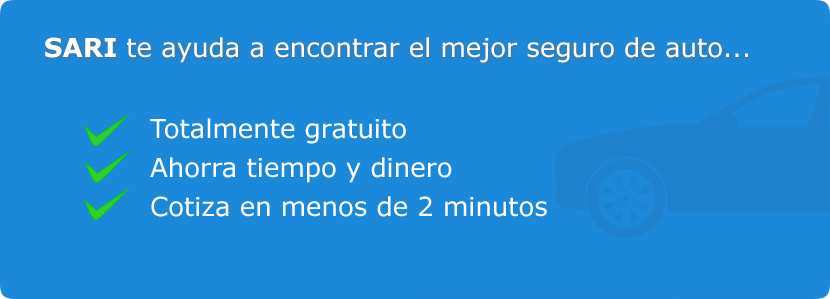 SARI te ayuda a encontrar el mejor seguro de auto...
Totalmente gratuito
Ahorra tiempo y dinero
Cotiza en menos de 2 minutos